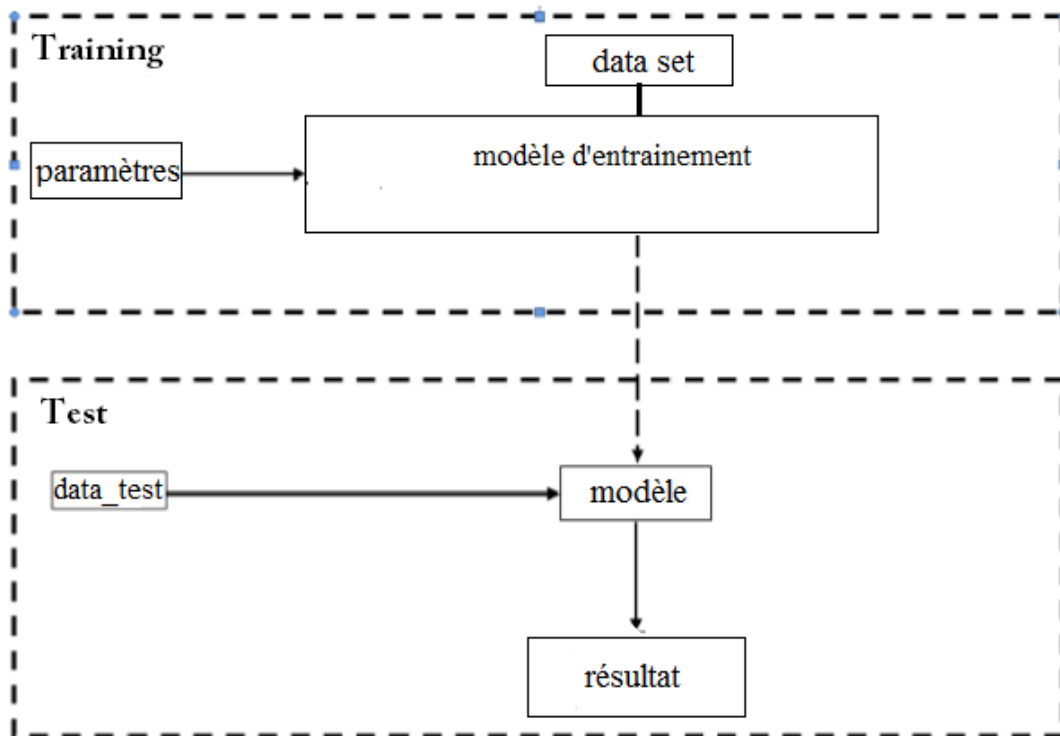 Training
data set
modèle d'entrainement
paramètres
Test
data_test
modèle
résultat